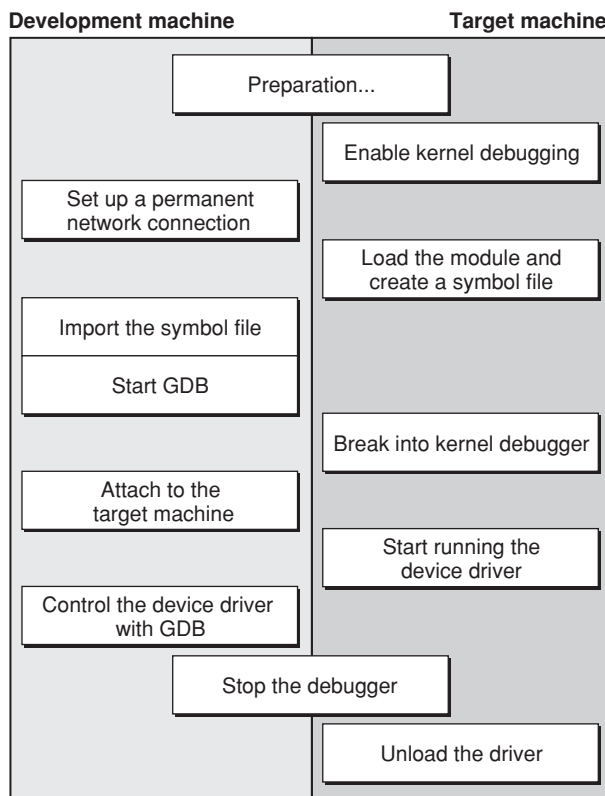 Development machine
Target machine
Preparation...
Enable kernel debugging
Set up a permanent
network connection
Load the module and
create a symbol file
Import the symbol file
Start GDB
Break into kernel debugger
Attach to the
target machine
Start running the
device driver
Control the device driver
with GDB
Stop the debugger
Unload the driver